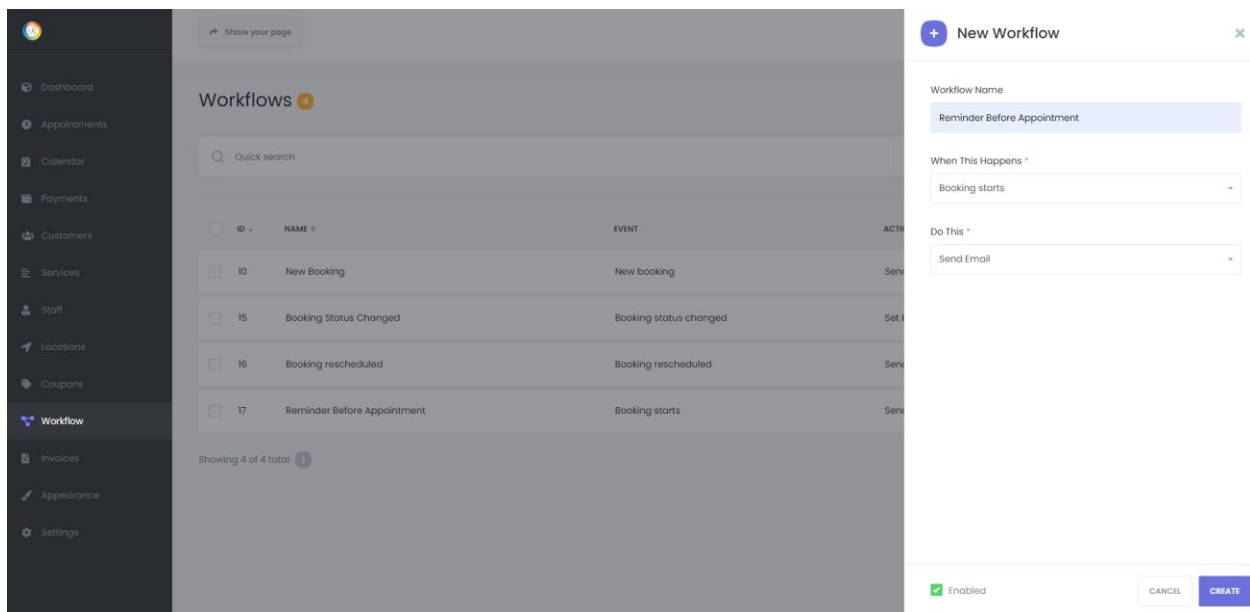 Share your page
Dashboard
Appointments
Calendar
Payments
Customers
Services
Staff
Locations
Coupons
Workflow
Invoices
Appearance
Settings
Workflows 4
Quick search
ID NAME EVENT
10 New Booking New booking
15 Booking Status Changed Booking status changed
16 Booking rescheduled Booking rescheduled
17 Reminder Before Appointment Booking starts
Showing 4 of 4 total 1
New Workflow
Workflow Name
Reminder Before Appointment
When This Happens *
Booking starts
Do This *
Send Email
Enabled
CANCEL
CREATE